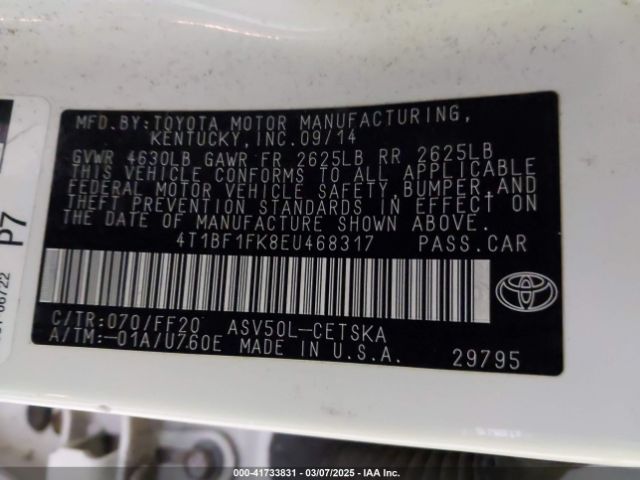 MFD.BY:TOYOTA MOTOR MANUFACTURING,
KENTUCKY,INC.09/14
GVWR 4630LB GAWR FR 2625LB RR 2625LB
THIS VEHICLE CONFORMS TO ALL APPLICABLE
FEDERAL MOTOR VEHICLE SAFETY,BUMPER,AND
THEFT PREVENTION STANDARDS IN EFFECT ON
THE DATE OF MANUFACTURE SHOWN ABOVE.
4T1BF1FK8EU468317 PASS.CAR
C/TR:070/FF20 ASV50L-CETSKA
A/TM:-01A/U760E MADE IN U.S.A. 29795
P7
06722
000-41733831 - 03/07/2025 - IAA Inc.